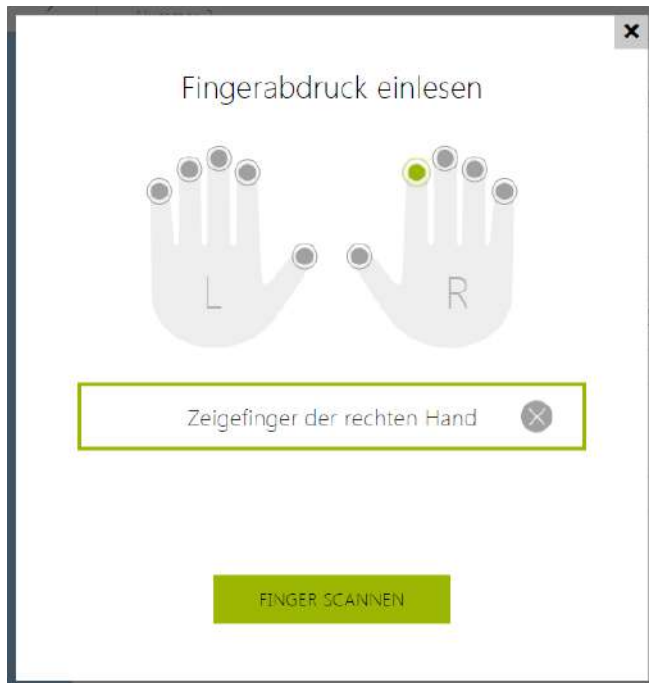 Fingerabdruck einlesen
L
R
Zeigefinger der rechten Hand
FINGER SCANNEN